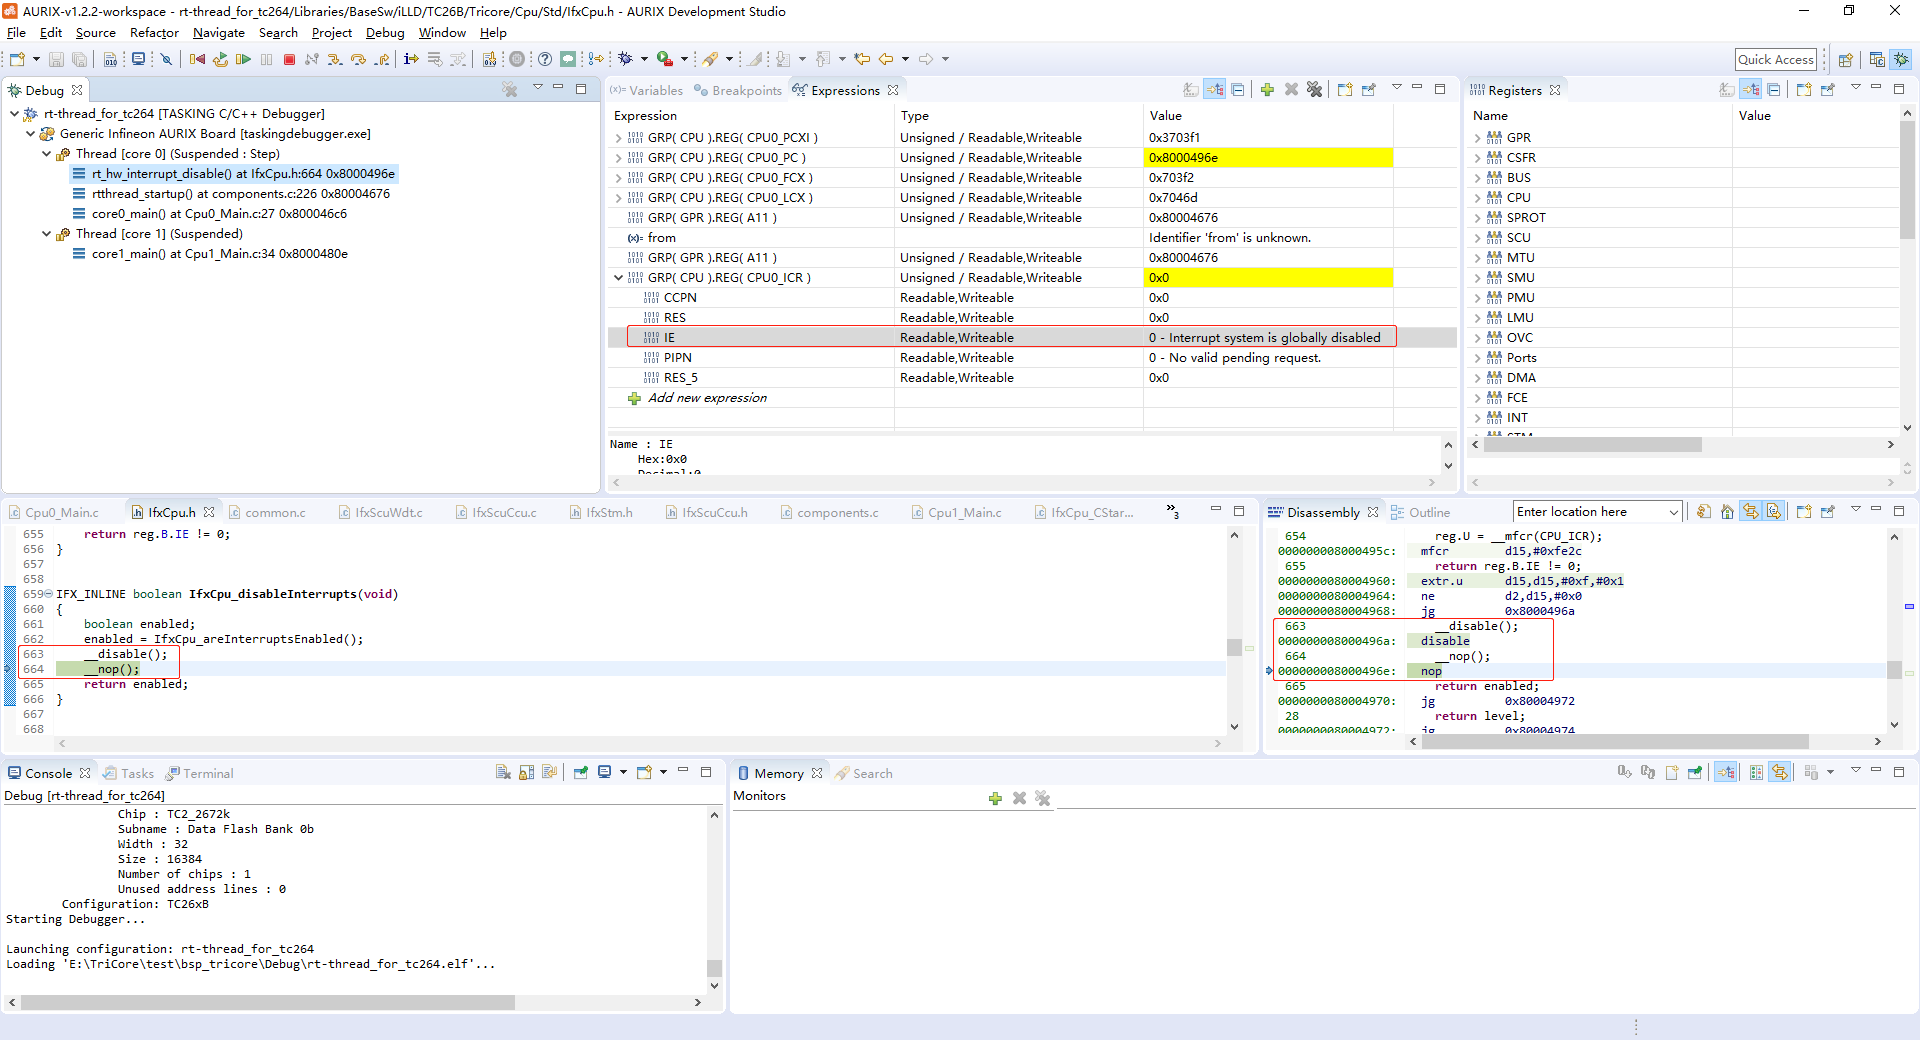 AURIX-v1.2.2-workspace - rt-thread_for_tc264/Libraries/BaseSw/iLLD/TC26B/Tricore/Cpu/Std/IfxCpu.h - AURIX Development Studio
File Edit Source Refactor Navigate Search Project Debug Window Help
Quick Access
Debug
rt-thread_for_tc264 [TASKING C/C++ Debugger]
Generic Infineon AURIX Board [taskingdebugger.exe]
Thread [core 0] (Suspended : Step)
rt_hw_interrupt_disable() at IfxCpu.h:664 0x8000496e
rtthread_startup() at components.c:226 0x80004676
core0_main() at Cpu0_Main.c:27 0x800046c6
Thread [core 1] (Suspended)
core1_main() at Cpu1_Main.c:34 0x8000480e
Variables Breakpoints Expressions
Expression Type Value
GRP( CPU ).REG( CPU0_PCXI ) Unsigned / Readable,Writeable 0x3703f1
GRP( CPU ).REG( CPU0_PC ) Unsigned / Readable,Writeable 0x8000496e
GRP( CPU ).REG( CPU0_FCX ) Unsigned / Readable,Writeable 0x703f2
GRP( CPU ).REG( CPU0_LCX ) Unsigned / Readable,Writeable 0x7046d
GRP( GPR ).REG( A11 ) Unsigned / Readable,Writeable 0x80004676
(x)= from Identifier 'from' is unknown.
GRP( GPR ).REG( A11 ) Unsigned / Readable,Writeable 0x80004676
GRP( CPU ).REG( CPU0_ICR ) Unsigned / Readable,Writeable 0x0
CCPN Readable,Writeable 0x0
RES Readable,Writeable 0x0
IE Readable,Writeable 0 - Interrupt system is globally disabled
PIPN Readable,Writeable 0 - No valid pending request.
RES_5 Readable,Writeable 0x0
Add new expression
Name : IE
Hex:0x0
Decimal:0
Registers
Name Value
GPR
CSFR
BUS
CPU
SPROT
SCU
MTU
SMU
PMU
LMU
OVC
Ports
DMA
FCE
INT
STM
Cpu0_Main.c IfxCpu.h common.c IfxScuWdt.c IfxScuCcu.c IfxStm.h IfxScuCcu.h components.c Cpu1_Main.c IfxCpu_CStar... »3
655 return reg.B.IE != 0;
656 }
657
658
659 IFX_INLINE boolean IfxCpu_disableInterrupts(void)
660 {
661 boolean enabled;
662 enabled = IfxCpu_areInterruptsEnabled();
663 __disable();
664 __nop();
665 return enabled;
666 }
667
668
Disassembly Outline
Enter location here
654 reg.U = __mfcr(CPU_ICR);
000000008000495c: mfcr d15,#0xfe2c
655 return reg.B.IE != 0;
0000000080004960: extr.u d15,d15,#0xf,#0x1
0000000080004964: ne d2,d15,#0x0
0000000080004968: jg 0x8000496a
663 __disable();
000000008000496a: disable
664 __nop();
000000008000496e: nop
665 return enabled;
0000000080004970: jg 0x80004972
28 return level;
0000000080004972: jg 0x80004974
Console Tasks Terminal
Debug [rt-thread_for_tc264]
Chip : TC2_2672k
Subname : Data Flash Bank 0b
Width : 32
Size : 16384
Number of chips : 1
Unused address lines : 0
Configuration: TC26xB
Starting Debugger...
Launching configuration: rt-thread_for_tc264
Loading 'E:\TriCore\test\bsp_tricore\Debug\rt-thread_for_tc264.elf'...
Memory Search
Monitors